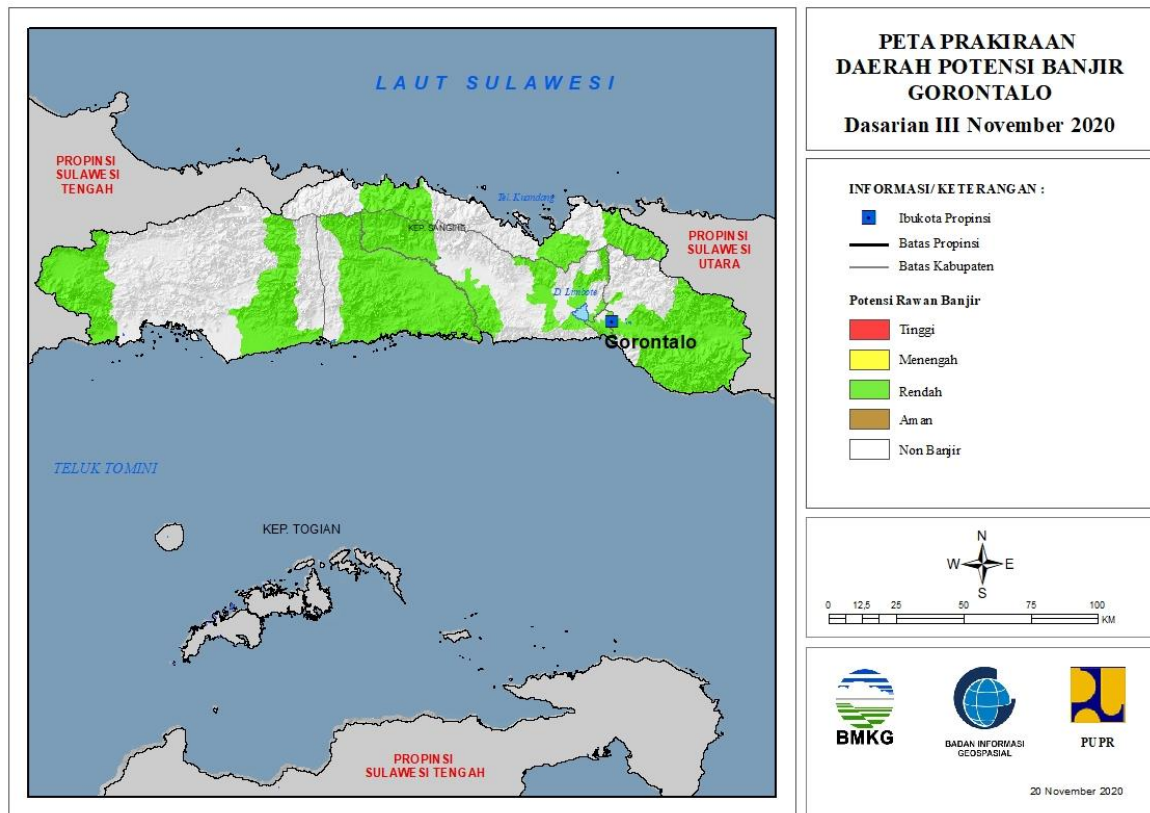 LAUT SULAWESI
PROPINSI
SULAWESI
TENGAH
Tel. Kuandang
KEP. SANGIHE
PROPINSI
SULAWESI
UTARA
D. Limboto
Gorontalo
TELUK TOMINI
KEP. TOGIAN
PROPINSI
SULAWESI TENGAH
PETA PRAKIRAAN
DAERAH POTENSI BANJIR
GORONTALO
Dasarian III November 2020
INFORMASI/ KETERANGAN :
Ibukota Propinsi
Batas Propinsi
Batas Kabupaten
Potensi Rawan Banjir
Tinggi
Menengah
Rendah
Aman
Non Banjir
N
W E
S
0 12,5 25 50 75 100
KM
BMKG
BADAN INFORMASI
GEOSPASIAL
PUPR
20 November 2020